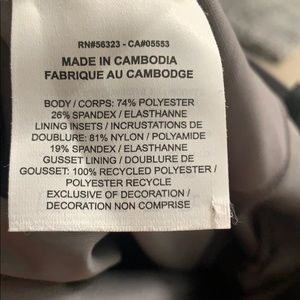 RN#56323 - CA#05553
MADE IN CAMBODIA
FABRIQUE AU CAMBODGE
BODY / CORPS: 74% POLYESTER
26% SPANDEX / ELASTHANNE
LINING INSETS / INCRUSTATIONS DE
DOUBLURE: 81% NYLON / POLYAMIDE
19% SPANDEX / ELASTHANNE
GUSSET LINING / DOUBLURE DE
GOUSSET: 100% RECYCLED POLYESTER /
POLYESTER RECYCLE
EXCLUSIVE OF DECORATION /
DECORATION NON COMPRISE